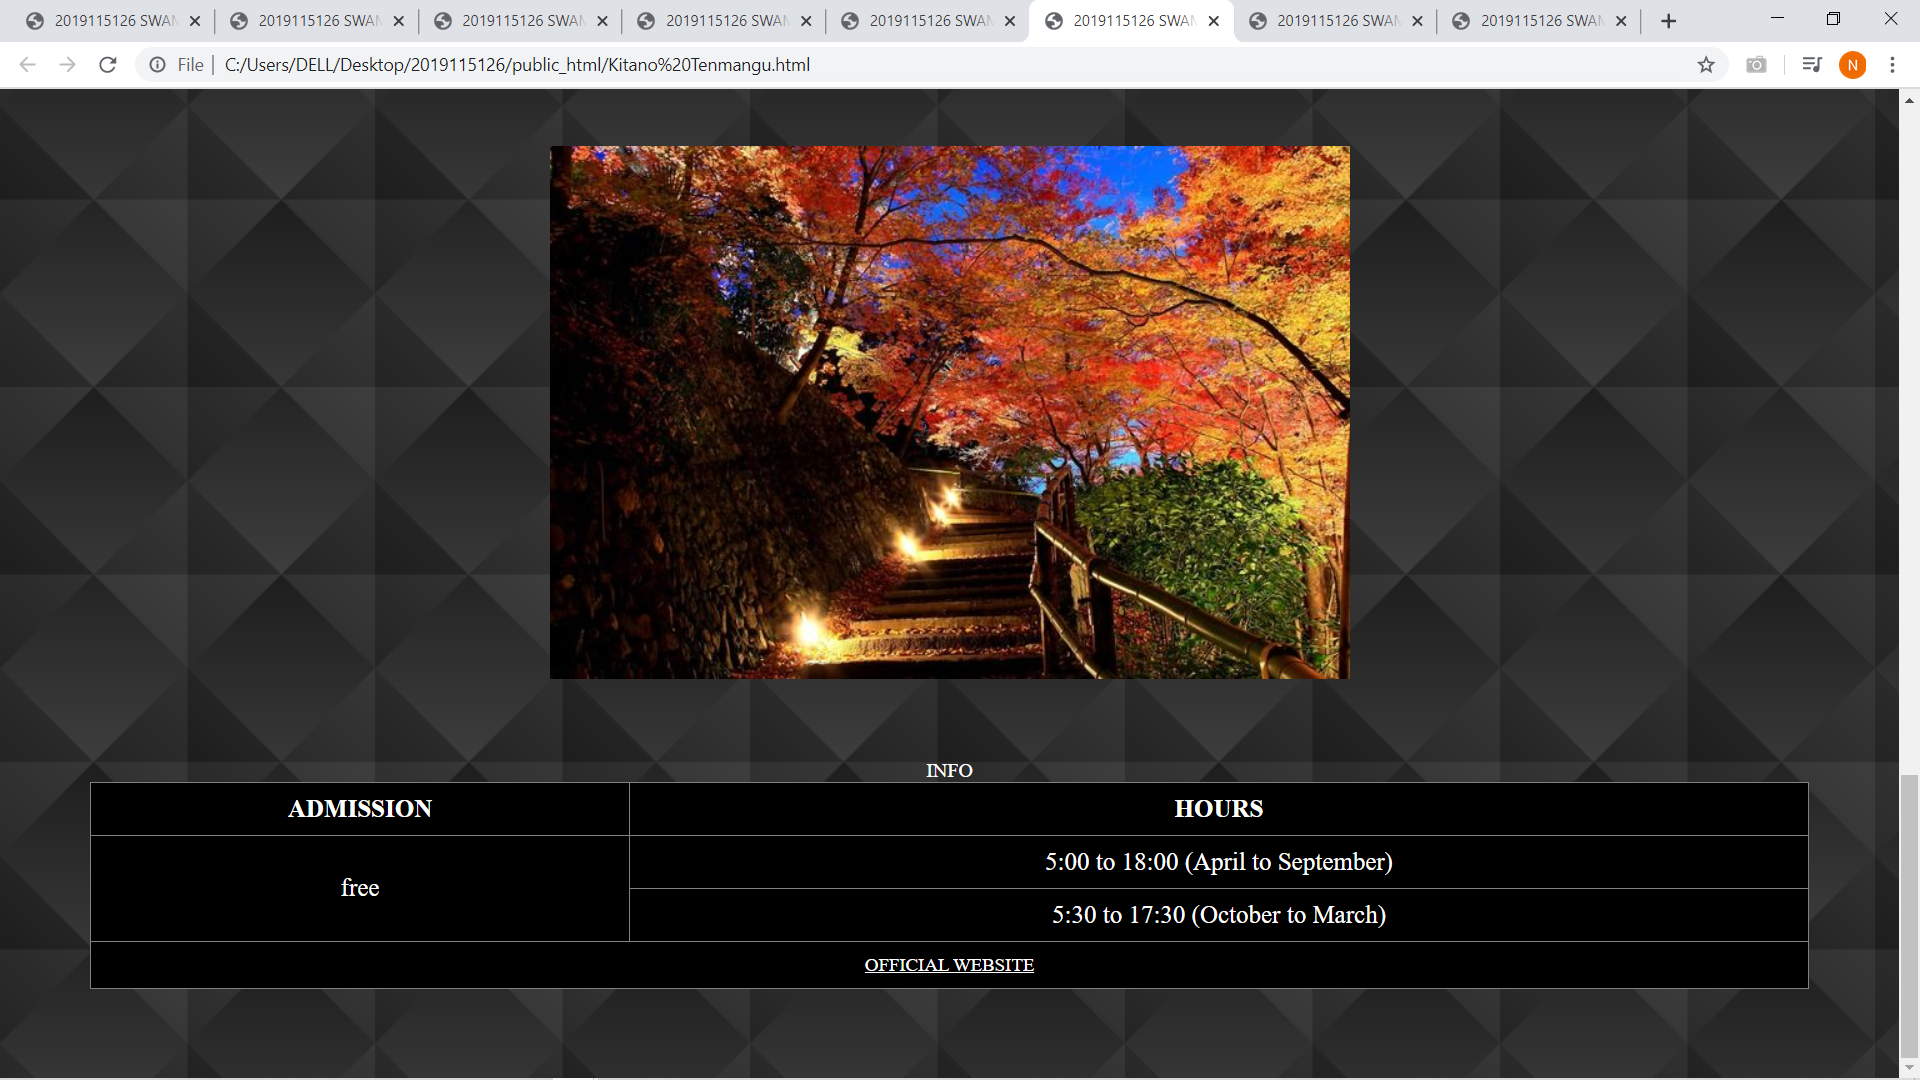 2019115126 SWAN
2019115126 SWAN
2019115126 SWAN
2019115126 SWAN
2019115126 SWAN
2019115126 SWAN
2019115126 SWAN
2019115126 SWAN
File | C:/Users/DELL/Desktop/2019115126/public_html/Kitano%20Tenmangu.html
N
INFO
ADMISSION HOURS
free
5:00 to 18:00 (April to September)
5:30 to 17:30 (October to March)
OFFICIAL WEBSITE